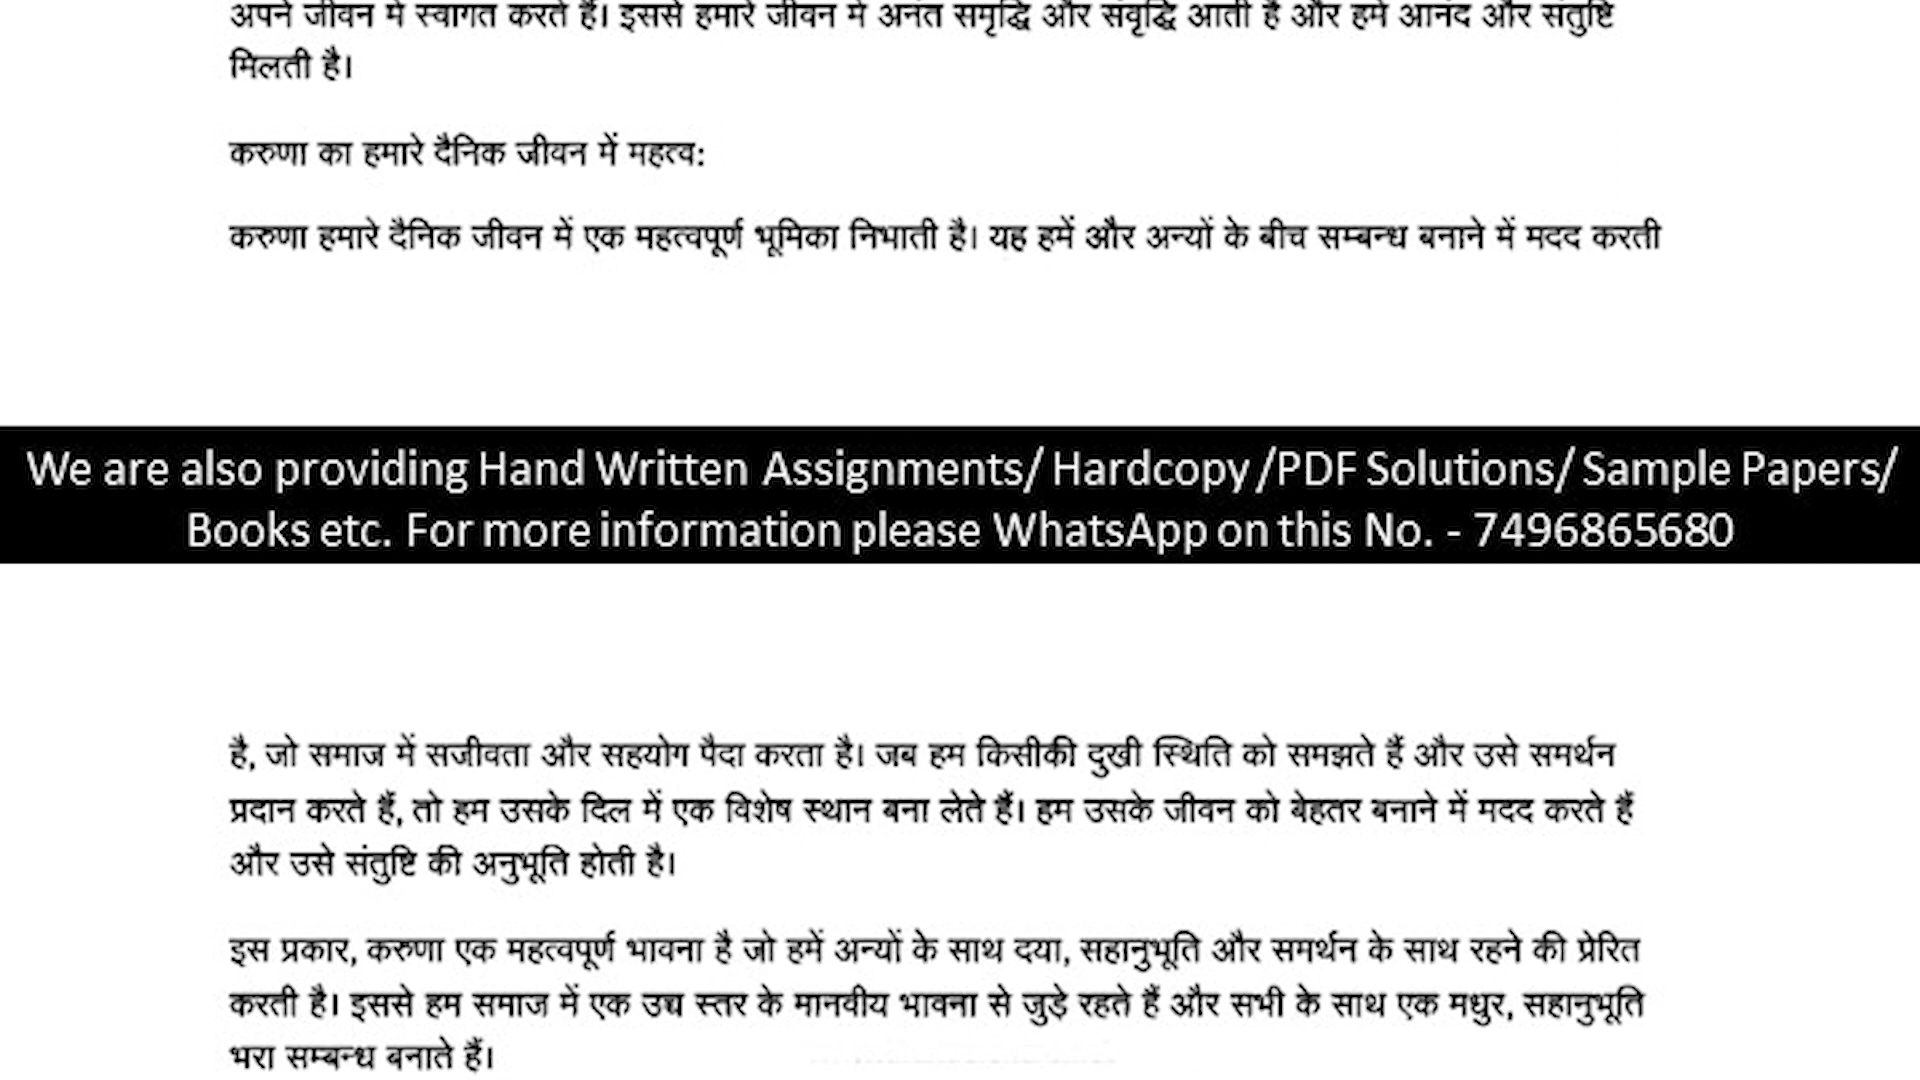 अपने जीवन में स्वागत करते हैं। इससे हमारे जीवन में अनंत समृद्धि और संवृद्धि आती है और हमें आनंद और संतुष्टि
मिलती है।
करुणा का हमारे दैनिक जीवन में महत्व:
करुणा हमारे दैनिक जीवन में एक महत्वपूर्ण भूमिका निभाती है। यह हमें और अन्यों के बीच सम्बन्ध बनाने में मदद करती
We are also providing Hand Written Assignments/ Hardcopy /PDF Solutions/ Sample Papers/
Books etc. For more information please WhatsApp on this No. - 7496865680
है, जो समाज में सजीवता और सहयोग पैदा करता है। जब हम किसीकी दुखी स्थिति को समझते हैं और उसे समर्थन
प्रदान करते हैं, तो हम उसके दिल में एक विशेष स्थान बना लेते हैं। हम उसके जीवन को बेहतर बनाने में मदद करते हैं
और उसे संतुष्टि की अनुभूति होती है।
इस प्रकार, करुणा एक महत्वपूर्ण भावना है जो हमें अन्यों के साथ दया, सहानुभूति और समर्थन के साथ रहने की प्रेरित
करती है। इससे हम समाज में एक उच्च स्तर के मानवीय भावना से जुड़े रहते हैं और सभी के साथ एक मधुर, सहानुभूति
भरा सम्बन्ध बनाते हैं।